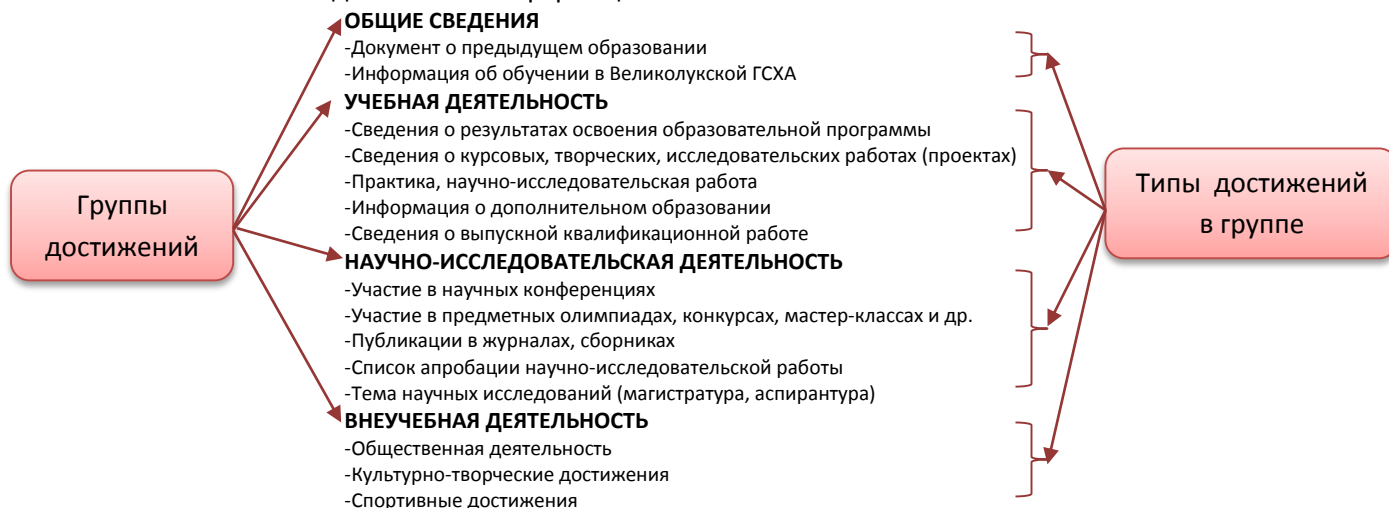 ОБЩИЕ СВЕДЕНИЯ
-Документ о предыдущем образовании
-Информация об обучении в Великолукской ГСХА
УЧЕБНАЯ ДЕЯТЕЛЬНОСТЬ
-Сведения о результатах освоения образовательной программы
-Сведения о курсовых, творческих, исследовательских работах (проектах)
-Практика, научно-исследовательская работа
-Информация о дополнительном образовании
-Сведения о выпускной квалификационной работе
НАУЧНО-ИССЛЕДОВАТЕЛЬСКАЯ ДЕЯТЕЛЬНОСТЬ
-Участие в научных конференциях
-Участие в предметных олимпиадах, конкурсах, мастер-классах и др.
-Публикации в журналах, сборниках
-Список апробации научно-исследовательской работы
-Тема научных исследований (магистратура, аспирантура)
ВНЕУЧЕБНАЯ ДЕЯТЕЛЬНОСТЬ
-Общественная деятельность
-Культурно-творческие достижения
-Спортивные достижения
Группы
достижений
Типы достижений
в группе